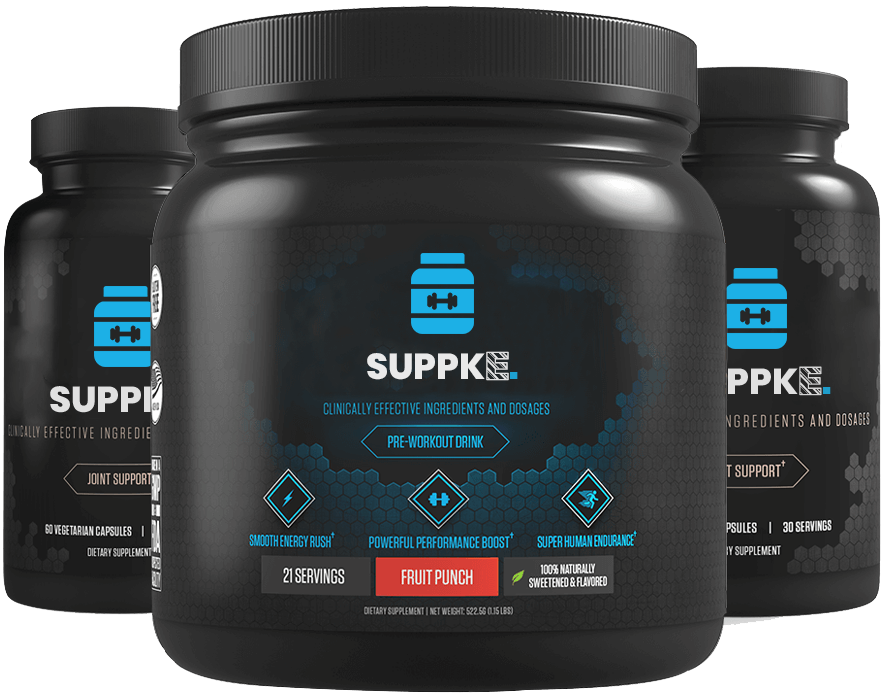 SUPPKE.
CLINICALLY EFFECTIVE INGREDIENTS AND DOSAGES
PRE-WORKOUT DRINK
SMOOTH ENERGY RUSH†
POWERFUL PERFORMANCE BOOST†
SUPER HUMAN ENDURANCE†
21 SERVINGS
FRUIT PUNCH
100% NATURALLY
SWEETENED & FLAVORED
DIETARY SUPPLEMENT | NET WEIGHT: 522.5G (1.15 LBS)
SUPPK
CLINICALLY EFFECTIVE INGREDIE
JOINT SUPPORT
60 VEGETARIAN CAPSULES |
DIETARY SUPPLEMENT
PPKE.
NGREDIENTS AND DOSAGES
T SUPPORT†
PSULES | 30 SERVINGS
Y SUPPLEMENT